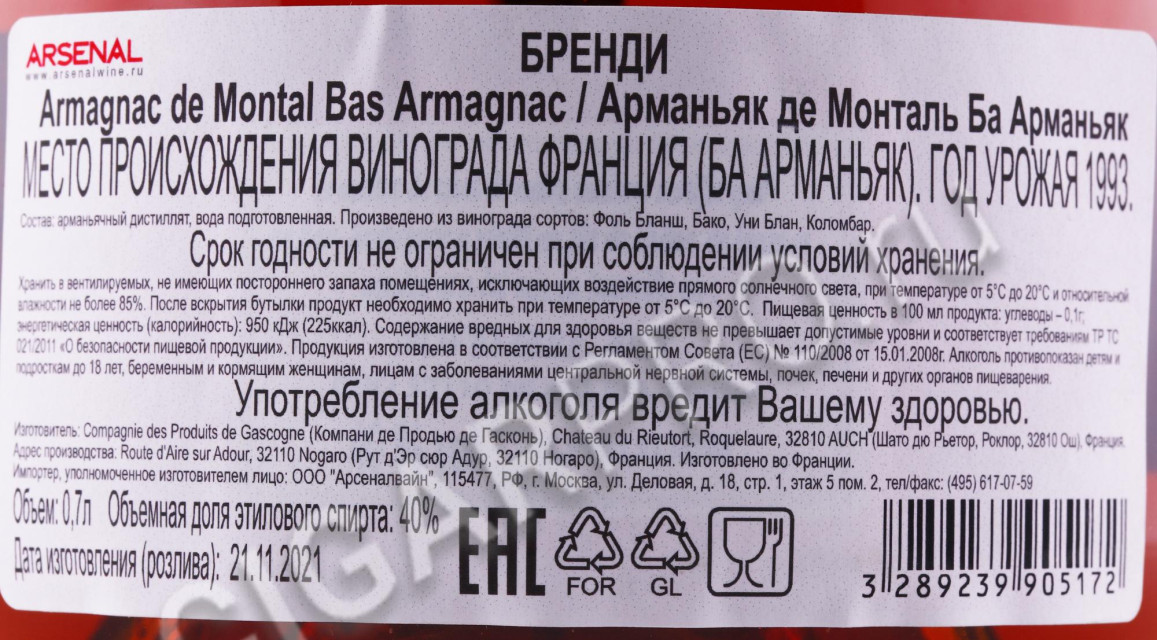 ARSENAL
www.arsenalwine.ru
БРЕНДИ
Armagnac de Montal Bas Armagnac / Арманьяк де Монталь Ба Арманьяк
МЕСТО ПРОИСХОЖДЕНИЯ ВИНОГРАДА ФРАНЦИЯ (БА АРМАНЬЯК). ГОД УРОЖАЯ 1993.
Состав: арманьячный дистиллят, вода подготовленная. Произведено из винограда сортов: Фоль Бланш, Бако, Уни Блан, Коломбар.
Срок годности не ограничен при соблюдении условий хранения.
Хранить в вентилируемых, не имеющих постороннего запаха помещениях, исключающих воздействие прямого солнечного света, при температуре от 5°С до 20°С и относительной
влажности не более 85%. После вскрытия бутылки продукт необходимо хранить при температуре от 5°С до 20°С. Пищевая ценность в 100 мл продукта: углеводы – 0,1г;
энергетическая ценность (калорийность): 950 кДж (225ккал). Содержание вредных для здоровья веществ не превышает допустимые уровни и соответствует требованиям ТР ТС
021/2011 «О безопасности пищевой продукции». Продукция изготовлена в соответствии с Регламентом Совета (ЕС) № 110/2008 от 15.01.2008г. Алкоголь противопоказан детям и
подросткам до 18 лет, беременным и кормящим женщинам, лицам с заболеваниями центральной нервной системы, почек, печени и других органов пищеварения.
Употребление алкоголя вредит Вашему здоровью.
Изготовитель: Compagnie des Produits de Gascogne (Компани де Продью де Гасконь), Chateau du Rieutort, Roquelaure, 32810 AUCH (Шато дю Рьетор, Роклор, 32810 Ош), Франция.
Адрес производства: Route d'Aire sur Adour, 32110 Nogaro (Рут д'Эр сюр Адур, 32110 Ногаро), Франция. Изготовлено во Франции.
Импортер, уполномоченное изготовителем лицо: ООО "Арсеналвайн", 115477, РФ, г. Москва, ул. Деловая, д. 18, стр. 1, этаж 5 пом. 2, тел/факс: (495) 617-07-59
Объем: 0,7л Объемная доля этилового спирта: 40%
Дата изготовления (розлива): 21.11.2021
EAC
FOR
GL
3 289239 905172
CIGARPRO.ru